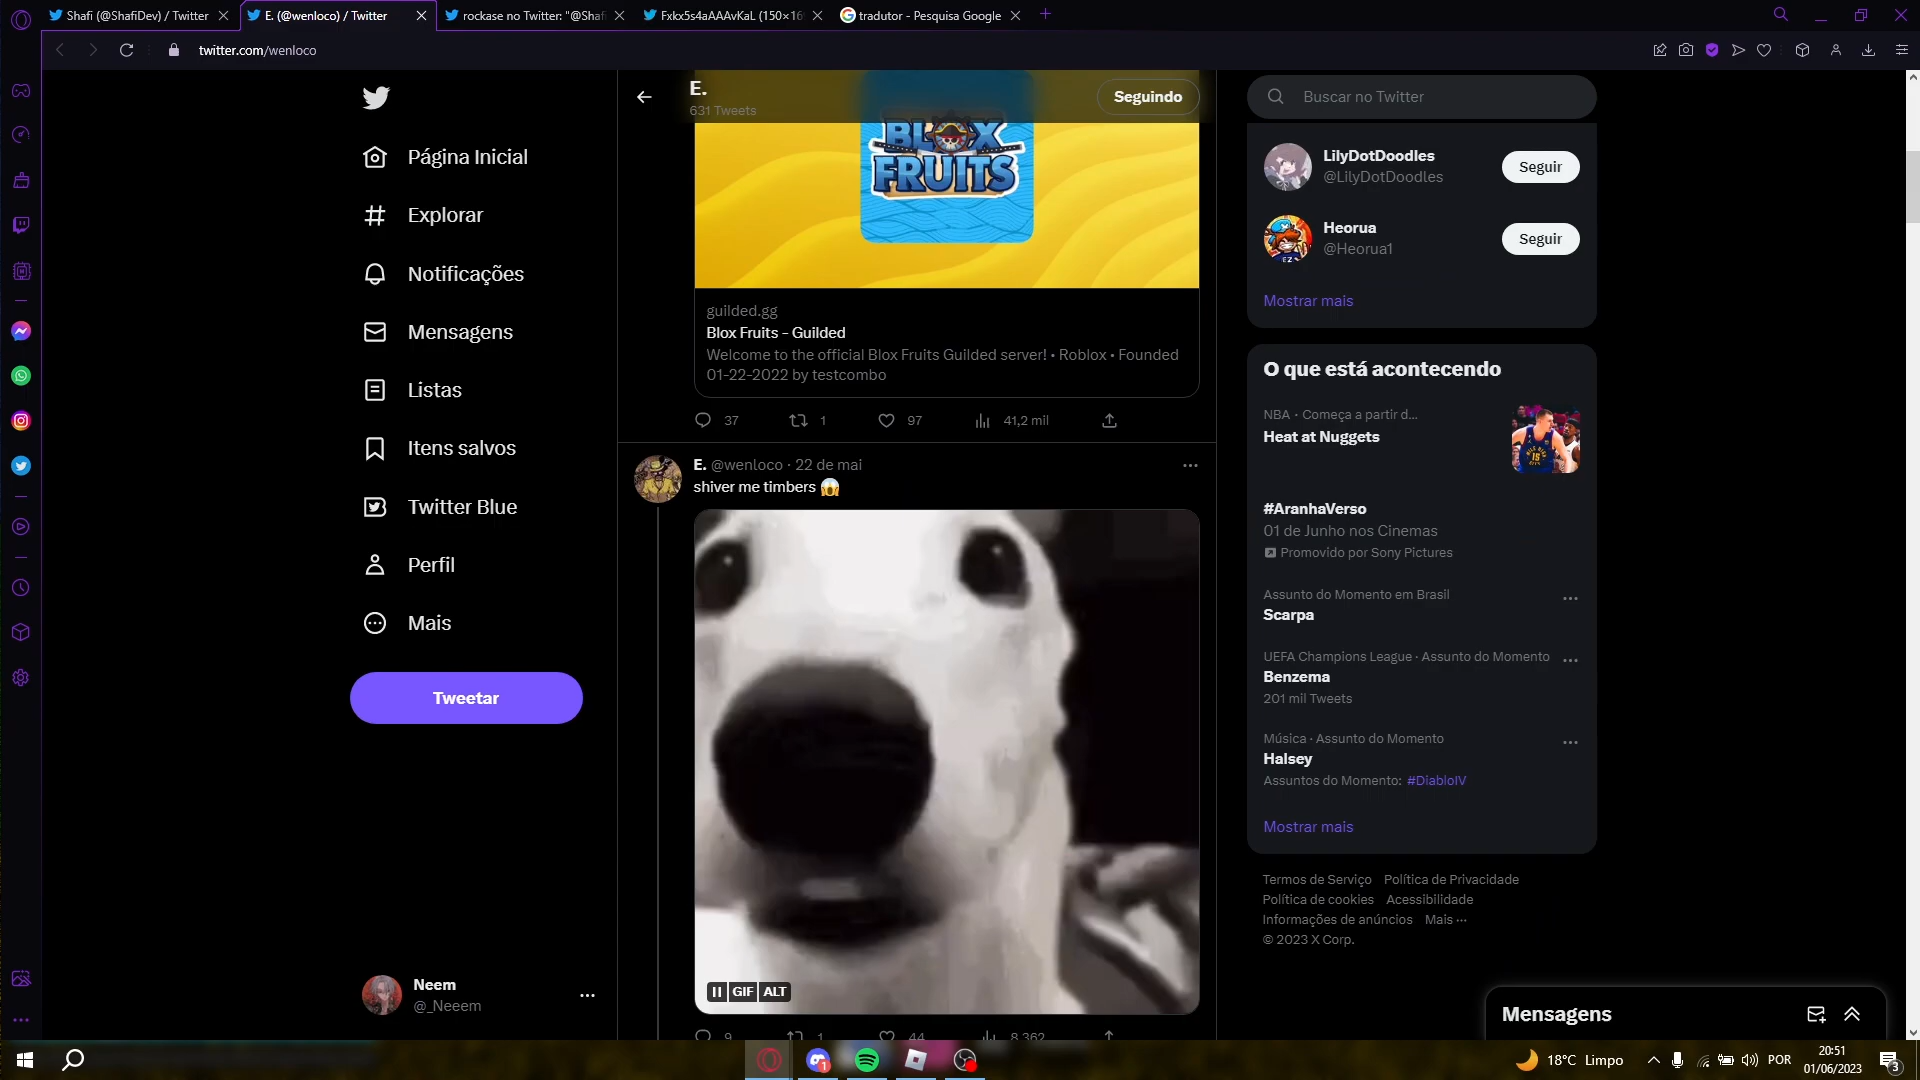 Shafi (@ShafiDev) / Twitter
E. (@wenloco) / Twitter
rockase no Twitter: "@Shafi
Fxkx5s4aAAAvKaL (150×16
tradutor - Pesquisa Google
twitter.com/wenloco
Página Inicial
Explorar
Notificações
Mensagens
Listas
Itens salvos
Twitter Blue
Perfil
Mais
Tweetar
Neem
@_Neeem
E.
631 Tweets
Seguindo
BLOX
FRUITS
guilded.gg
Blox Fruits - Guilded
Welcome to the official Blox Fruits Guilded server! • Roblox • Founded
01-22-2022 by testcombo
37 1 97 41,2 mil
E. @wenloco · 22 de mai
shiver me timbers 😱
GIF ALT
9 1 44 8.362
Buscar no Twitter
LilyDotDoodles
@LilyDotDoodles
Seguir
Heorua
@Heorua1
Seguir
EZ
Mostrar mais
O que está acontecendo
NBA · Começa a partir d...
Heat at Nuggets
#AranhaVerso
01 de Junho nos Cinemas
Promovido por Sony Pictures
Assunto do Momento em Brasil
Scarpa
UEFA Champions League · Assunto do Momento
Benzema
201 mil Tweets
Música · Assunto do Momento
Halsey
Assuntos do Momento: #DiabloIV
Mostrar mais
Termos de Serviço Política de Privacidade
Política de cookies Acessibilidade
Informações de anúncios Mais ···
© 2023 X Corp.
Mensagens
1
18°C Limpo
POR
20:51
01/06/2023
3